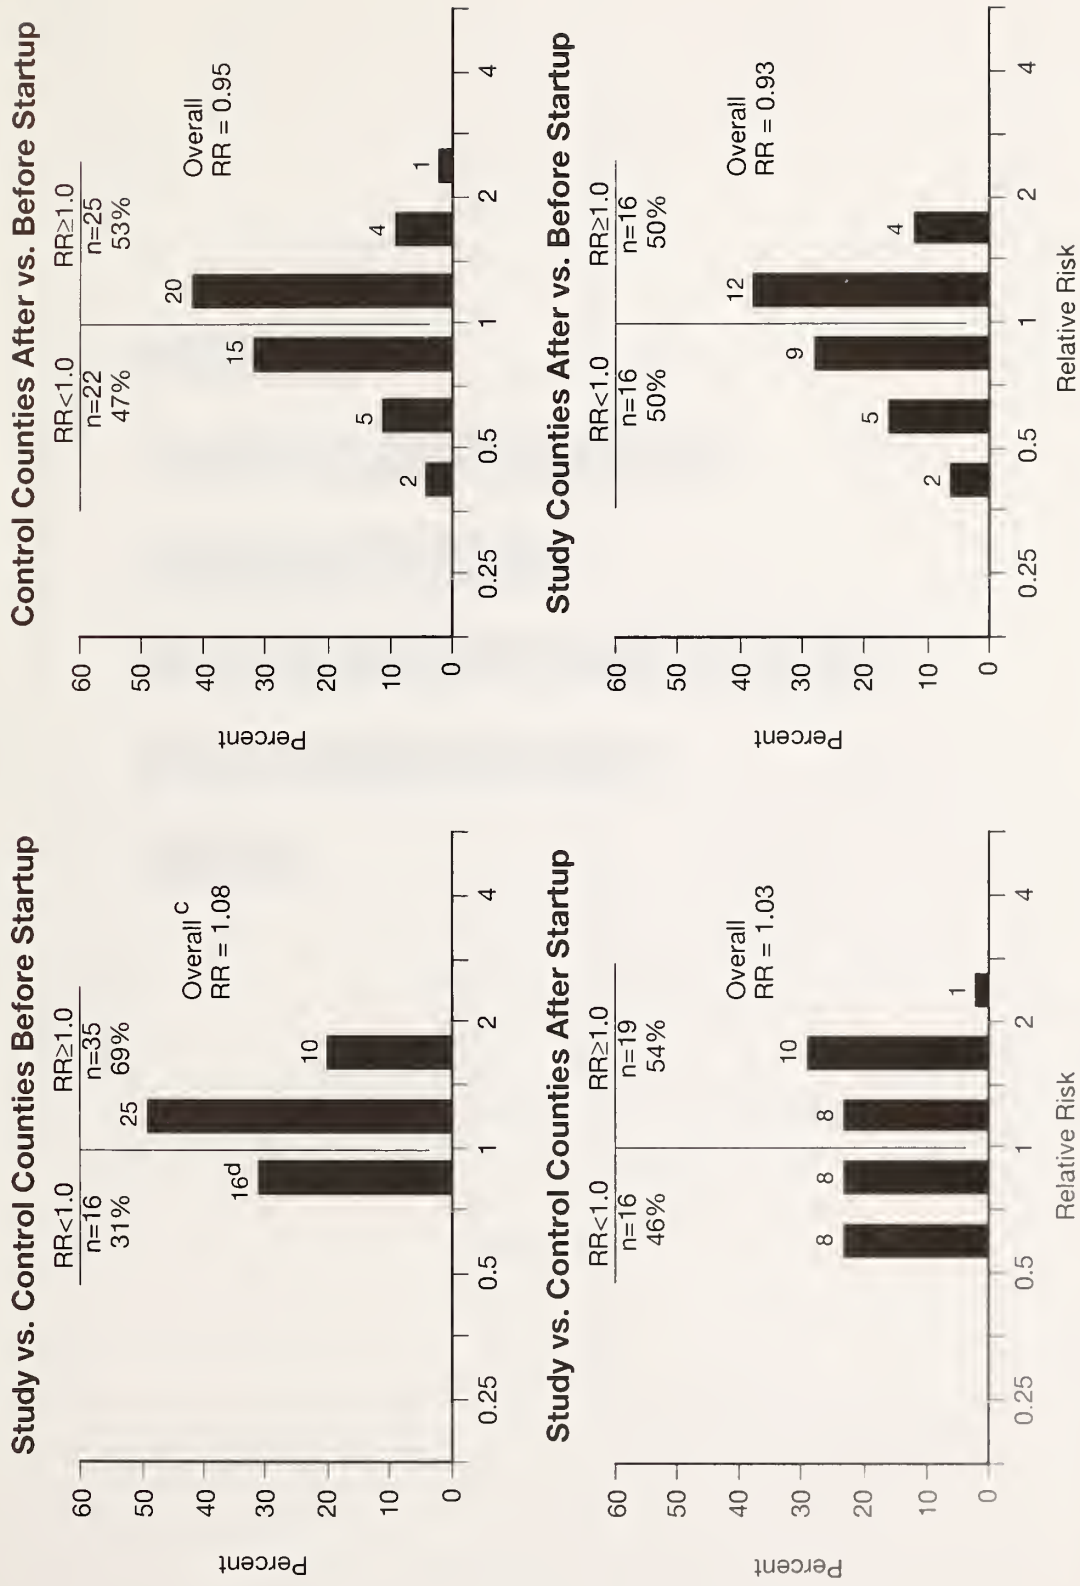 Study vs. Control Counties Before Startup
RR<1.0
n=16
31%
RR≥1.0
n=35
69%
Overall c
RR = 1.08
60
50
40
30
20
10
0
Percent
16d
25
10
0.25
0.5
1
2
4
Control Counties After vs. Before Startup
RR<1.0
n=22
47%
RR≥1.0
n=25
53%
Overall
RR = 0.95
60
50
40
30
20
10
0
Percent
2
5
15
20
4
1
0.25
0.5
1
2
4
Study vs. Control Counties After Startup
RR<1.0
n=16
46%
RR≥1.0
n=19
54%
Overall
RR = 1.03
60
50
40
30
20
10
0
Percent
8
8
8
10
1
0.25
0.5
1
2
4
Relative Risk
Study Counties After vs. Before Startup
RR<1.0
n=16
50%
RR≥1.0
n=16
50%
Overall
RR = 0.93
60
50
40
30
20
10
0
Percent
2
5
9
12
4
0.25
0.5
1
2
4
Relative Risk